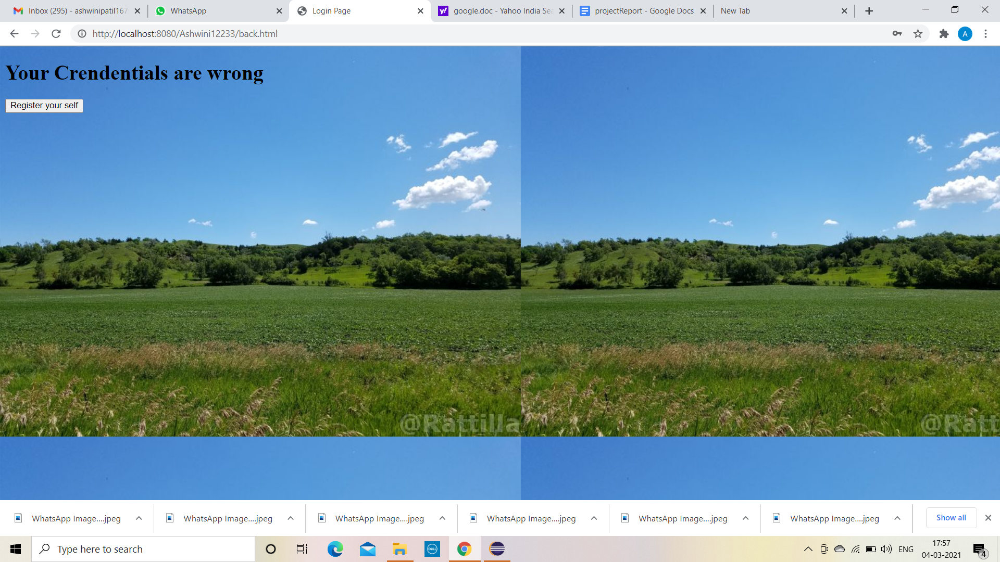 Inbox (295) - ashwinipatil167
WhatsApp
Login Page
google.doc - Yahoo India Sea
projectReport - Google Docs
New Tab
http://localhost:8080/Ashwini12233/back.html
A
Your Crendentials are wrong
Register your self
@Rattilla
@Ratt
WhatsApp Image....jpeg
WhatsApp Image....jpeg
WhatsApp Image....jpeg
WhatsApp Image....jpeg
WhatsApp Image....jpeg
WhatsApp Image....jpeg
Show all
Type here to search
DELL
ENG
17:57
04-03-2021
4